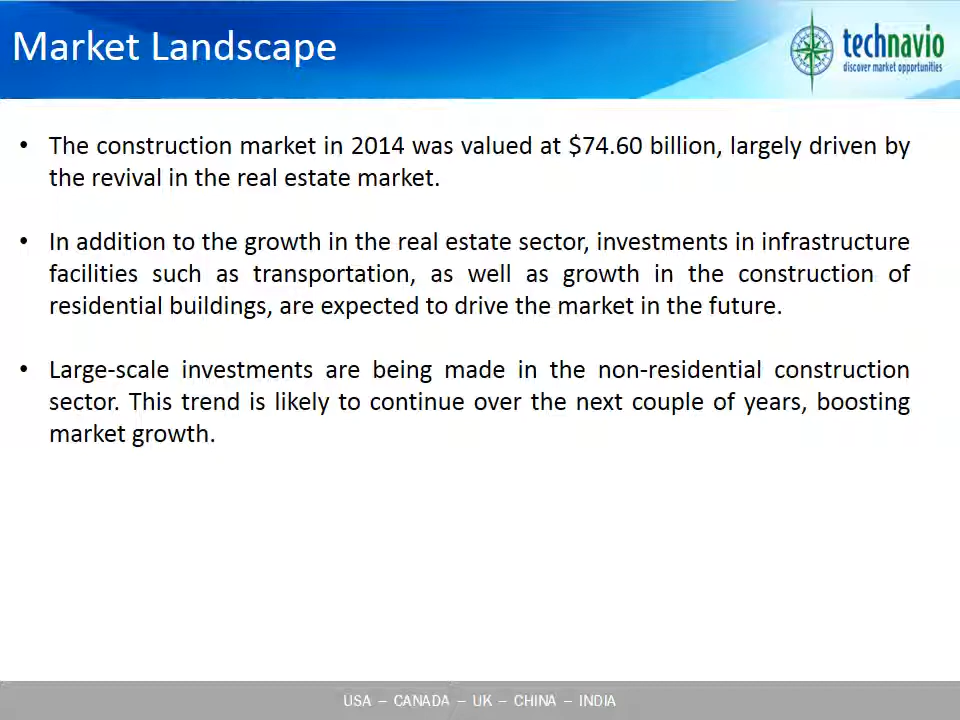 Market Landscape
technavio
discover market opportunities
• The construction market in 2014 was valued at $74.60 billion, largely driven by
the revival in the real estate market.
• In addition to the growth in the real estate sector, investments in infrastructure
facilities such as transportation, as well as growth in the construction of
residential buildings, are expected to drive the market in the future.
• Large-scale investments are being made in the non-residential construction
sector. This trend is likely to continue over the next couple of years, boosting
market growth.
USA – CANADA – UK – CHINA – INDIA